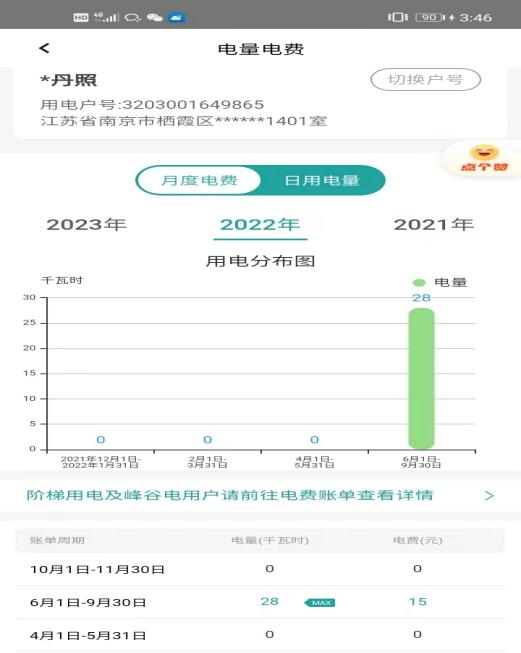 HD 4G 90 3:46
电量电费
*丹照 切换户号
用电户号:3203001649865
江苏省南京市栖霞区******1401室
点个赞
月度电费 日用电量
2023年 2022年 2021年
用电分布图
千瓦时 电量
28
30
25
20
15
10
5
0
0 0 0
2021年12月1日- 2月1日- 4月1日- 6月1日-
2022年1月31日 3月31日 5月31日 9月30日
阶梯用电及峰谷电用户请前往电费账单查看详情 >
账单周期 电量(千瓦时) 电费(元)
10月1日-11月30日 0 0
6月1日-9月30日 28 MAX 15
4月1日-5月31日 0 0